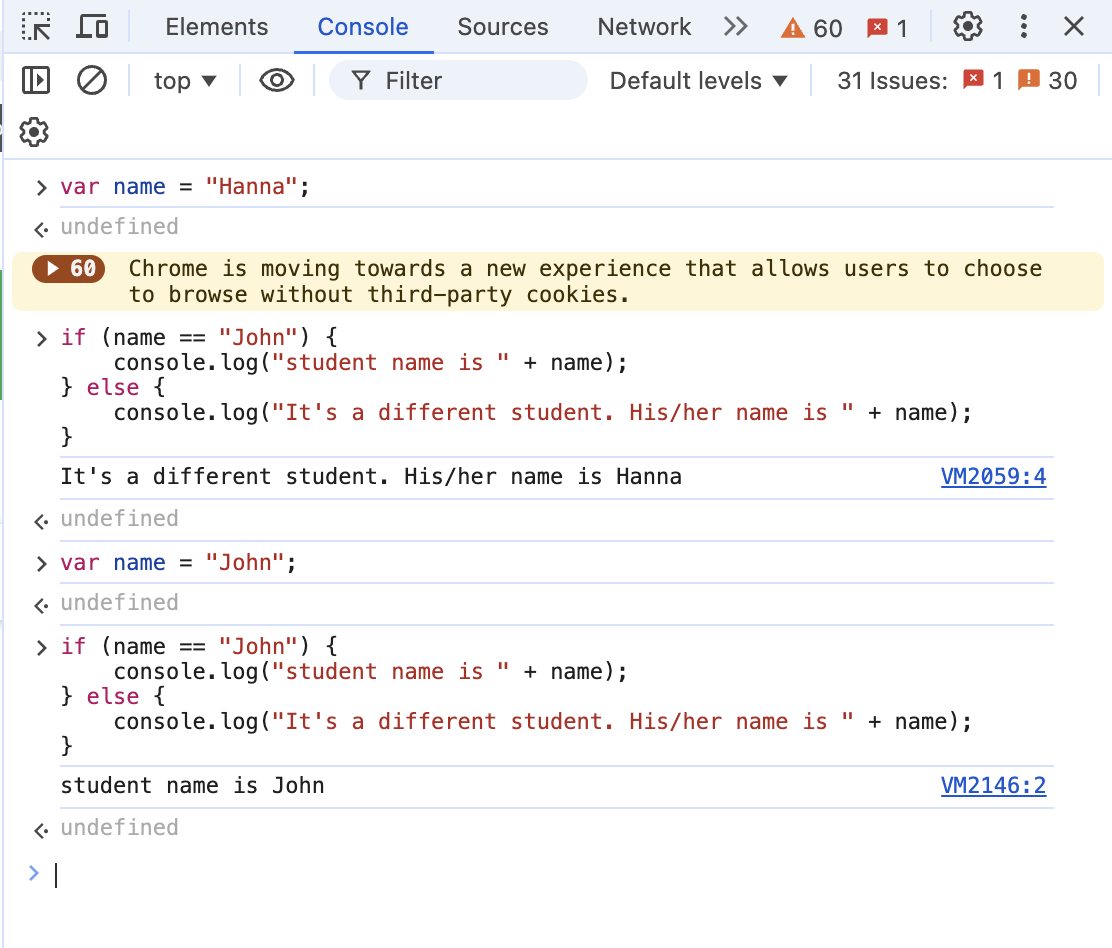 Elements Console Sources Network 60 1
top Filter Default levels 31 Issues: 1 30
var name = "Hanna";
undefined
60 Chrome is moving towards a new experience that allows users to choose
to browse without third-party cookies.
if (name == "John") {
    console.log("student name is " + name);
} else {
    console.log("It's a different student. His/her name is " + name);
}
It's a different student. His/her name is Hanna VM2059:4
undefined
var name = "John";
undefined
if (name == "John") {
    console.log("student name is " + name);
} else {
    console.log("It's a different student. His/her name is " + name);
}
student name is John VM2146:2
undefined